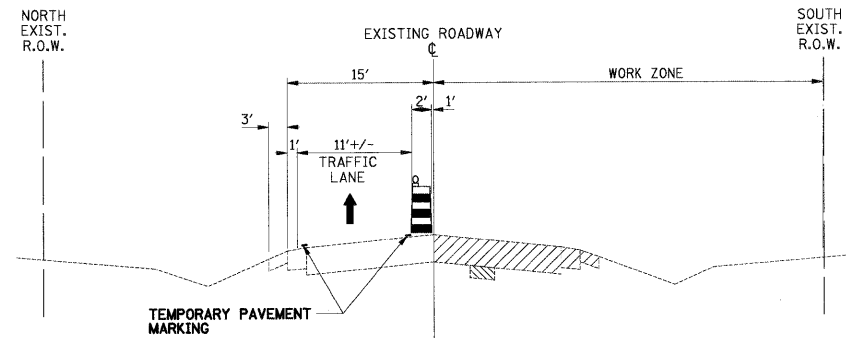 NORTH
EXIST.
R.O.W.
SOUTH
EXIST.
R.O.W.
EXISTING ROADWAY
℄
15'
WORK ZONE
2'
1'
3'
1'
11'+/-
TRAFFIC
LANE
TEMPORARY PAVEMENT
MARKING